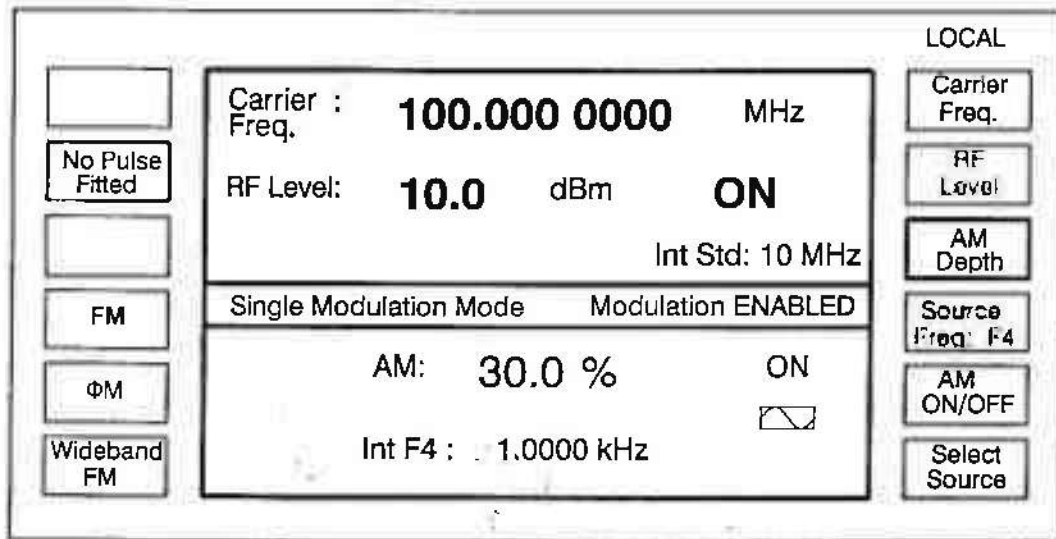 LOCAL
No Pulse
Fitted
FM
ΦM
Wideband
FM
Carrier :
Freq.
100.000 0000 MHz
RF Level: 10.0 dBm ON
Int Std: 10 MHz
Single Modulation Mode Modulation ENABLED
AM: 30.0 % ON
Int F4 : 1.0000 kHz
Carrier
Freq.
RF
Level
AM
Depth
Source
Freq: F4
AM
ON/OFF
Select
Source